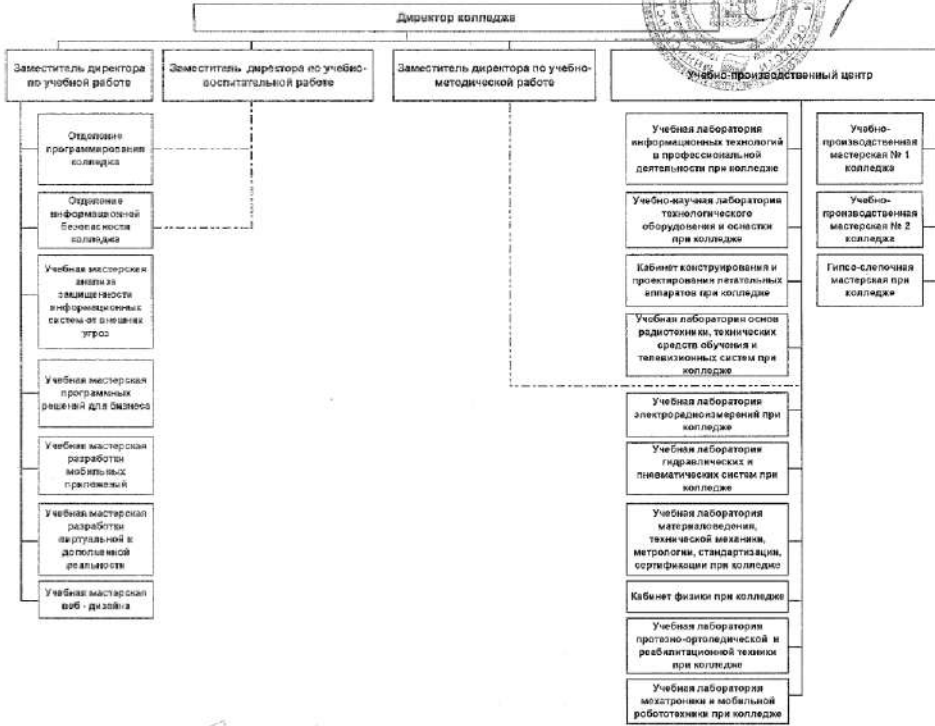 Директор колледжа
Заместитель директора
по учебной работе
Заместитель директора по учебно-
воспитательной работе
Заместитель директора по учебно-
методической работе
Учебно-производственный центр
Отделение
программирования
колледжа
Отделение
информационной
безопасности
колледжа
Учебная мастерская
анализа
защищенности
информационных
систем от внешних
угроз
Учебная мастерская
программных
решений для бизнеса
Учебная мастерская
разработки
мобильных
приложений
Учебная мастерская
разработки
виртуальной и
дополненной
реальности
Учебная мастерская
веб - дизайна
Учебная лаборатория
информационных технологий
в профессиональной
деятельности при колледже
Учебно-научная лаборатория
технологического
оборудования и оснастки
при колледже
Кабинет конструирования и
проектирования летательных
аппаратов при колледже
Учебная лаборатория основ
радиотехники, технических
средств обучения и
телевизионных систем при
колледже
Учебная лаборатория
электрорадиоизмерений при
колледже
Учебная лаборатория
гидравлических и
пневматических систем при
колледже
Учебная лаборатория
материаловедения,
технической механики,
метрологии, стандартизации,
сертификации при колледже
Кабинет физики при колледже
Учебная лаборатория
протезно-ортопедической и
реабилитационной техники
при колледже
Учебная лаборатория
мехатроники и мобильной
робототехники при колледже
Учебно-
производственная
мастерская № 1
колледжа
Учебно-
производственная
мастерская № 2
колледжа
Гипсо-слепочная
мастерская при
колледже